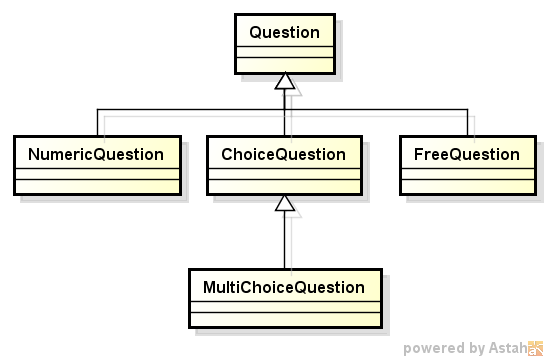 Question
NumericQuestion
ChoiceQuestion
FreeQuestion
MultiChoiceQuestion
powered by Astah